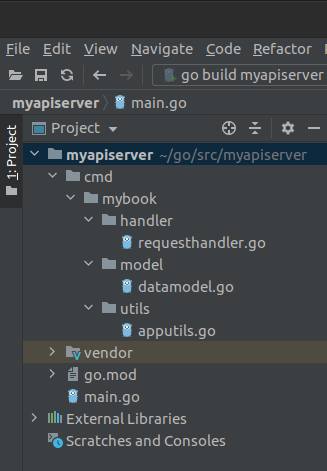 File Edit View Navigate Code Refactor
go build myapiserver
myapiserver main.go
1: Project
Project
myapiserver ~/go/src/myapiserver
cmd
mybook
handler
requesthandler.go
model
datamodel.go
utils
apputils.go
vendor
go.mod
main.go
External Libraries
Scratches and Consoles